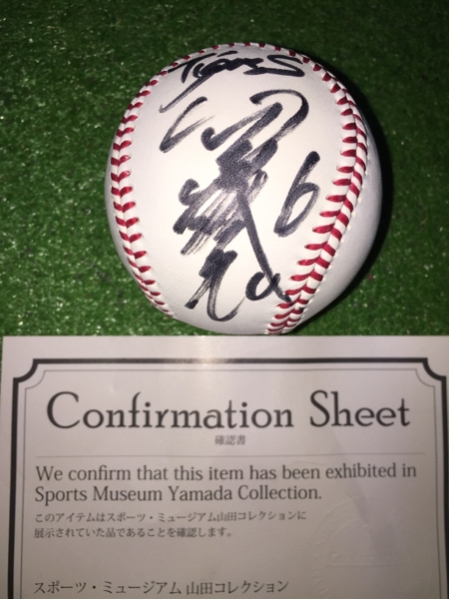 Tigers
6
Confirmation Sheet
確認書
We confirm that this item has been exhibited in
Sports Museum Yamada Collection.
このアイテムはスポーツ・ミュージアム山田コレクションに
展示されていた品であることを確認します。
スポーツ・ミュージアム 山田コレクション